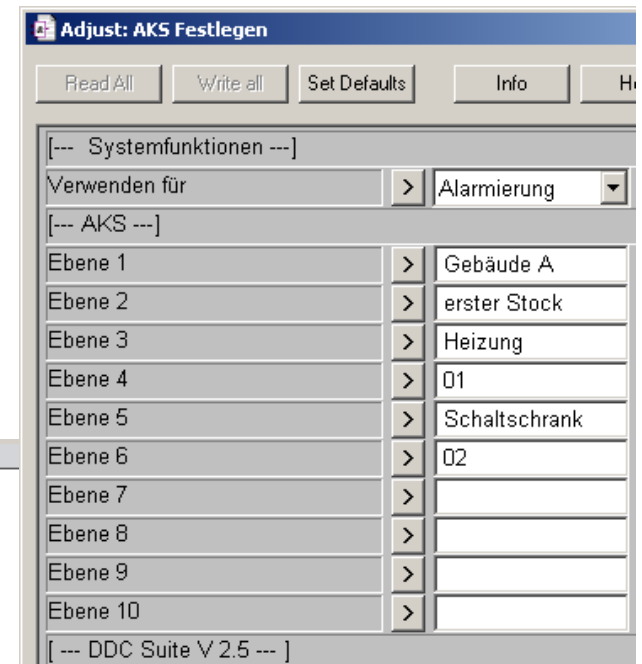 Adjust: AKS Festlegen
Read All Write all Set Defaults Info
[--- Systemfunktionen ---]
Verwenden für > Alarmierung
[--- AKS ---]
Ebene 1 > Gebäude A
Ebene 2 > erster Stock
Ebene 3 > Heizung
Ebene 4 > 01
Ebene 5 > Schaltschrank
Ebene 6 > 02
Ebene 7 >
Ebene 8 >
Ebene 9 >
Ebene 10 >
[ --- DDC Suite V 2.5 --- ]